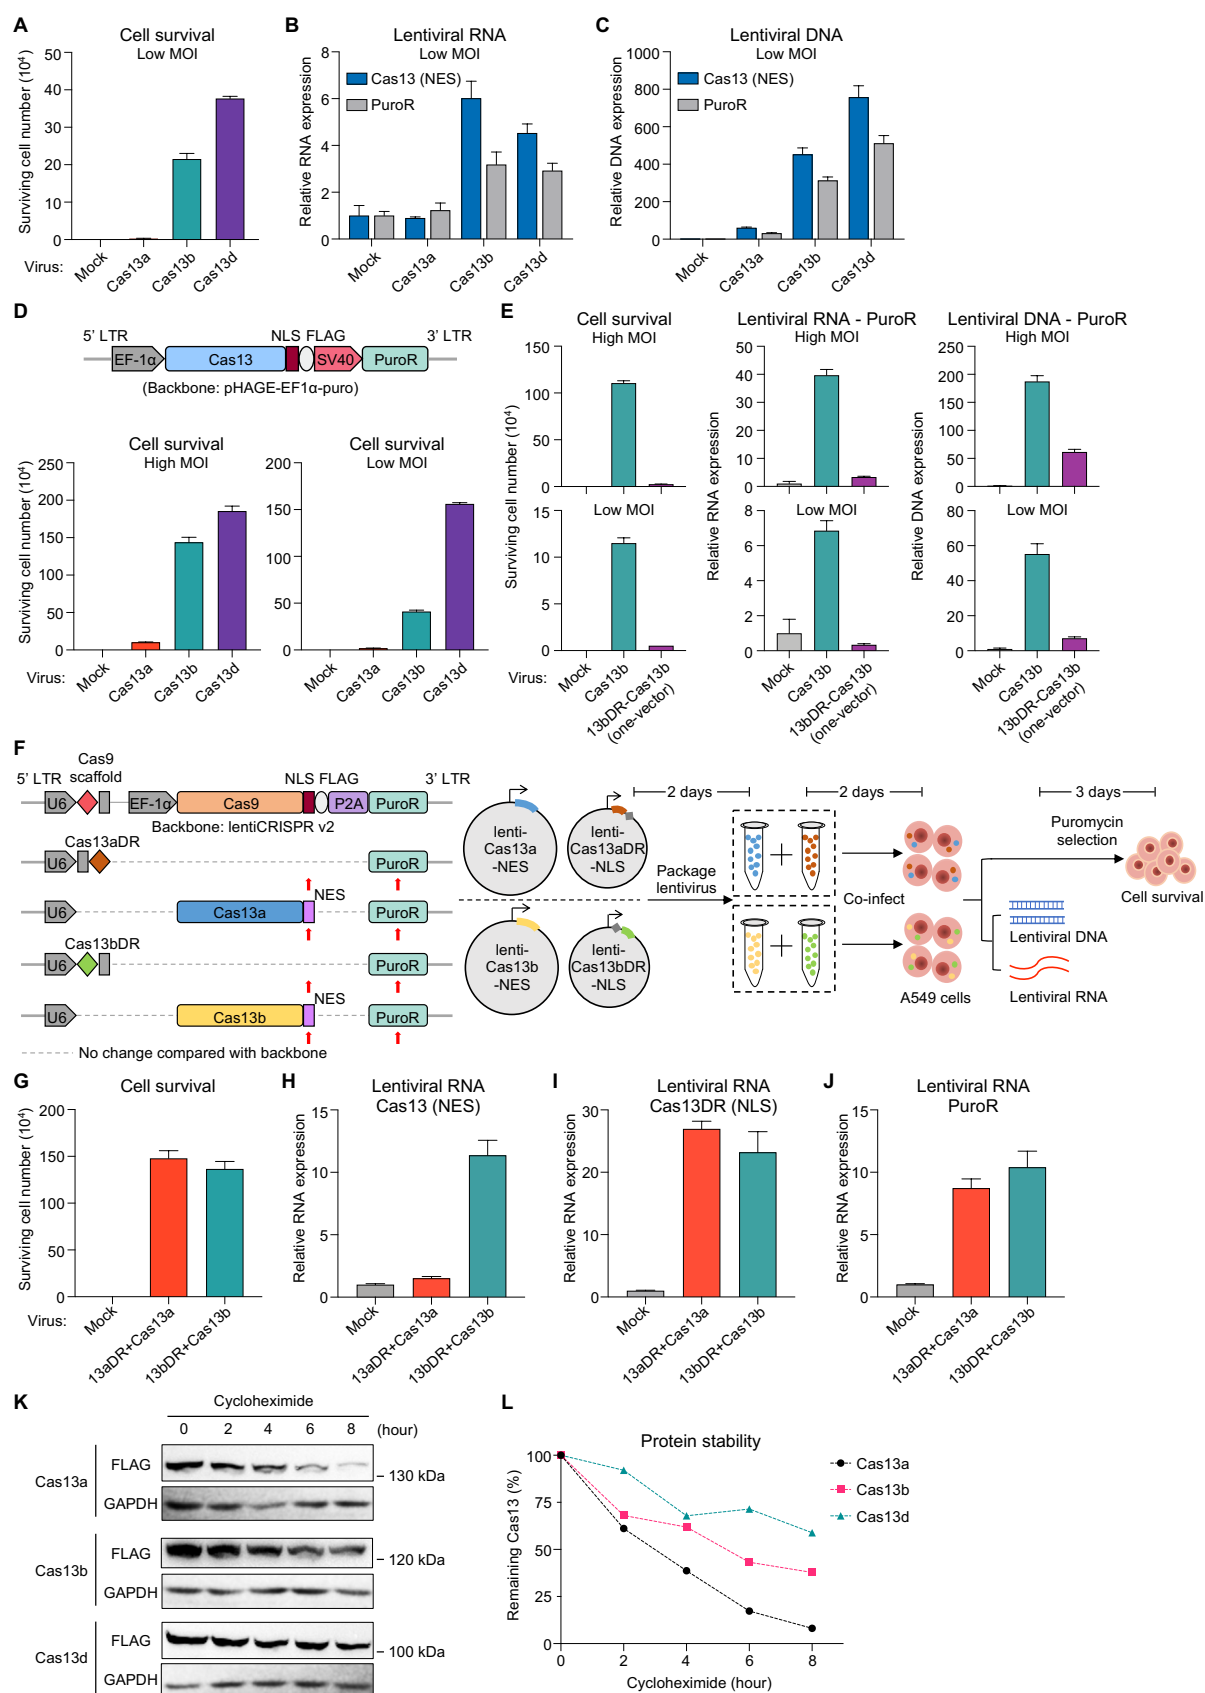 A
Cell survival
Low MOI
Surviving cell number (10⁴)
50
40
30
20
10
0
Virus:
Mock
Cas13a
Cas13b
Cas13d
B
Lentiviral RNA
Low MOI
Relative RNA expression
8
6
4
2
0
Cas13 (NES)
PuroR
Mock
Cas13a
Cas13b
Cas13d
C
Lentiviral DNA
Low MOI
Relative DNA expression
1000
800
600
400
200
0
Cas13 (NES)
PuroR
Mock
Cas13a
Cas13b
Cas13d
D
5' LTR
NLS FLAG
3' LTR
EF-1α
Cas13
SV40
PuroR
(Backbone: pHAGE-EF1α-puro)
Cell survival
High MOI
Surviving cell number (10⁴)
250
200
150
100
50
0
Virus:
Mock
Cas13a
Cas13b
Cas13d
Cell survival
Low MOI
200
150
100
50
0
Mock
Cas13a
Cas13b
Cas13d
E
Cell survival
High MOI
Surviving cell number (10⁴)
150
100
50
0
Low MOI
15
10
5
0
Virus:
Mock
Cas13b
13bDR-Cas13b
(one-vector)
Lentiviral RNA - PuroR
High MOI
Relative RNA expression
50
40
30
20
10
0
Low MOI
8
6
4
2
0
Mock
Cas13b
13bDR-Cas13b
(one-vector)
Lentiviral DNA - PuroR
High MOI
Relative DNA expression
250
200
150
100
50
0
Low MOI
80
60
40
20
0
Mock
Cas13b
13bDR-Cas13b
(one-vector)
F
Cas9
scaffold
5' LTR
NLS FLAG
3' LTR
U6
EF-1α
Cas9
P2A
PuroR
Backbone: lentiCRISPR v2
Cas13aDR
U6
PuroR
NES
U6
Cas13a
PuroR
Cas13bDR
U6
PuroR
NES
U6
Cas13b
PuroR
No change compared with backbone
lenti-
Cas13a
-NES
lenti-
Cas13aDR
-NLS
lenti-
Cas13b
-NES
lenti-
Cas13bDR
-NLS
2 days
2 days
3 days
Package
lentivirus
Co-infect
A549 cells
Puromycin
selection
Cell survival
Lentiviral DNA
Lentiviral RNA
G
Cell survival
Surviving cell number (10⁴)
200
150
100
50
0
Virus:
Mock
13aDR+Cas13a
13bDR+Cas13b
H
Lentiviral RNA
Cas13 (NES)
Relative RNA expression
15
10
5
0
Mock
13aDR+Cas13a
13bDR+Cas13b
I
Lentiviral RNA
Cas13DR (NLS)
Relative RNA expression
30
20
10
0
Mock
13aDR+Cas13a
13bDR+Cas13b
J
Lentiviral RNA
PuroR
Relative RNA expression
15
10
5
0
Mock
13aDR+Cas13a
13bDR+Cas13b
K
Cycloheximide
0 2 4 6 8 (hour)
Cas13a
FLAG
GAPDH
130 kDa
Cas13b
FLAG
GAPDH
120 kDa
Cas13d
FLAG
GAPDH
100 kDa
L
Protein stability
Remaining Cas13 (%)
100
75
50
25
0
0 2 4 6 8
Cycloheximide (hour)
Cas13a
Cas13b
Cas13d